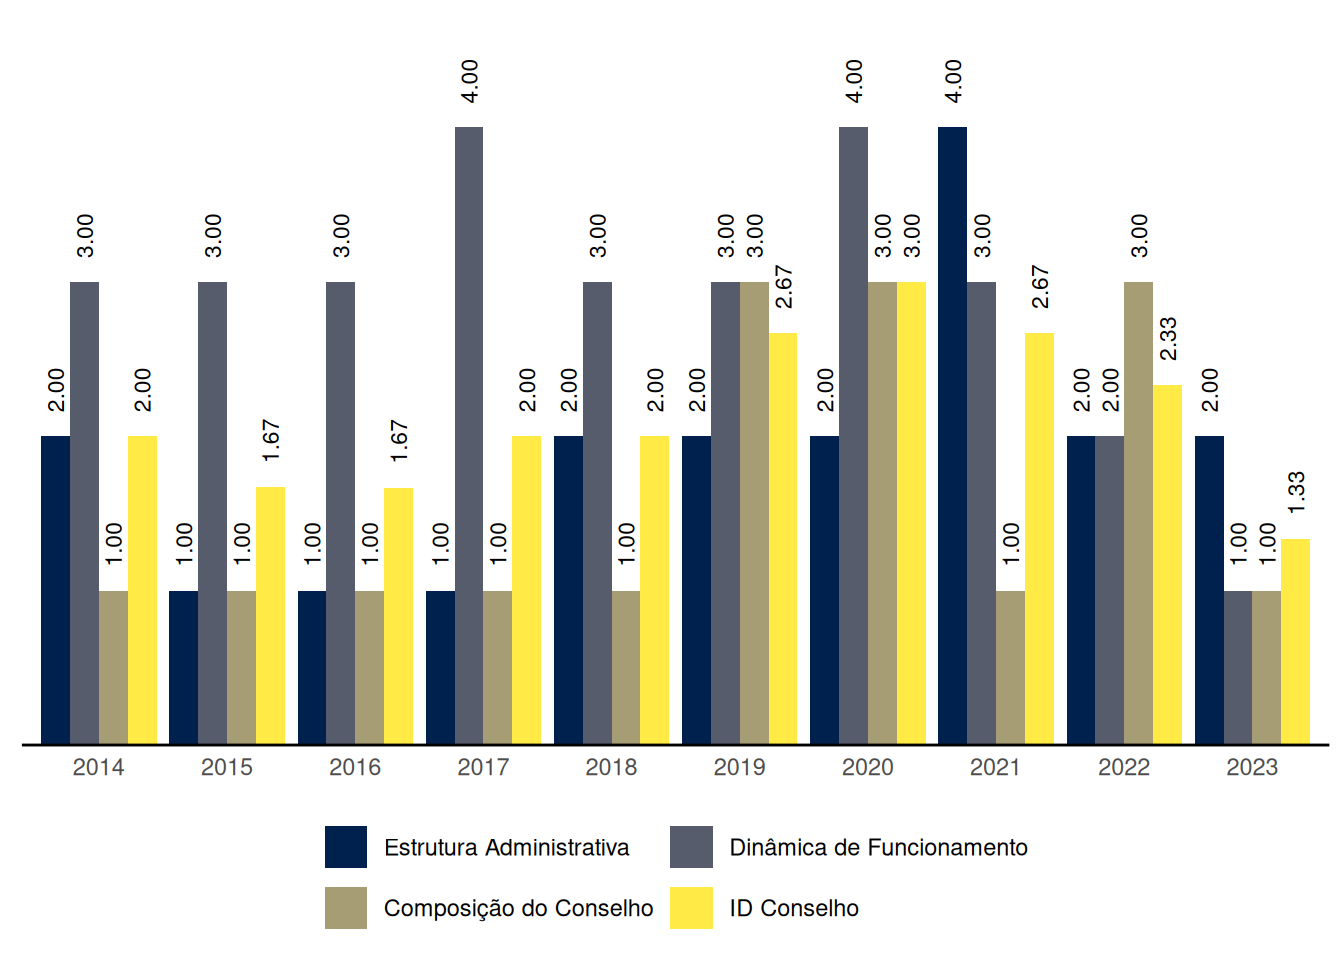 4.00 4.00 4.00
3.00 3.00 3.00 3.00 3.00 3.00 3.00 3.00 3.00 3.00
2.67 2.67
2.33
2.00 2.00 2.00 2.00 2.00 2.00 2.00 2.00 2.00 2.00
1.67 1.67
1.33
1.00 1.00 1.00 1.00 1.00 1.00 1.00 1.00 1.00 1.00 1.00
2014 2015 2016 2017 2018 2019 2020 2021 2022 2023
Estrutura Administrativa Dinâmica de Funcionamento
Composição do Conselho ID Conselho